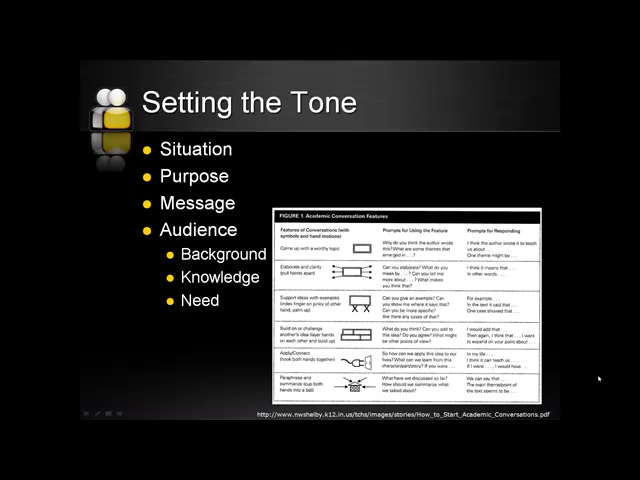 Setting the Tone
Situation
Purpose
Message
Audience
Background
Knowledge
Need
FIGURE 1. Academic Conversation Features
Features of Conversations (with
symbols and hand motions)
Prompts for Using the Feature
Prompts for Responding
Come up with a worthy topic
Why do you think the author wrote
this? What are some themes that
emerged in . . . ?
I think the author wrote it to teach
us about . . .
One theme might be . . .
Elaborate and clarify
(pull hands apart)
Can you elaborate? What do you
mean by . . . ? Can you tell me
more about . . . ? What makes
you think that?
I think it means that . . .
In other words . . .
Support ideas with examples
(index finger on pinky of other
hand, palm up)
Can you give an example? Can
you show me where it says that?
Can you be more specific?
Are there any cases of that?
For example . . .
In the text it said that . . .
One case showed that . . .
Build on or challenge
another's idea (layer hands
on each other and build up)
What do you think? Can you add to
this idea? Do you agree? What might
be other points of view?
I would add that . . .
Then again, I think that . . . I want
to expand on your point about . . .
Apply/Connect
(hook both hands together)
So how can we apply this idea to our
lives? What can we learn from this
character/part/story? If you were . . .
In my life . . .
I think it can teach us . . .
If I were . . . , I would have . . .
Paraphrase and
summarize (cup both
hands into a ball)
What have we discussed so far?
How should we summarize what
we talked about?
We can say that . . .
The main theme/point of
the text seems to be . . .
http://www.nwshelby.k12.in.us/tchs/images/stories/How_to_Start_Academic_Conversations.pdf